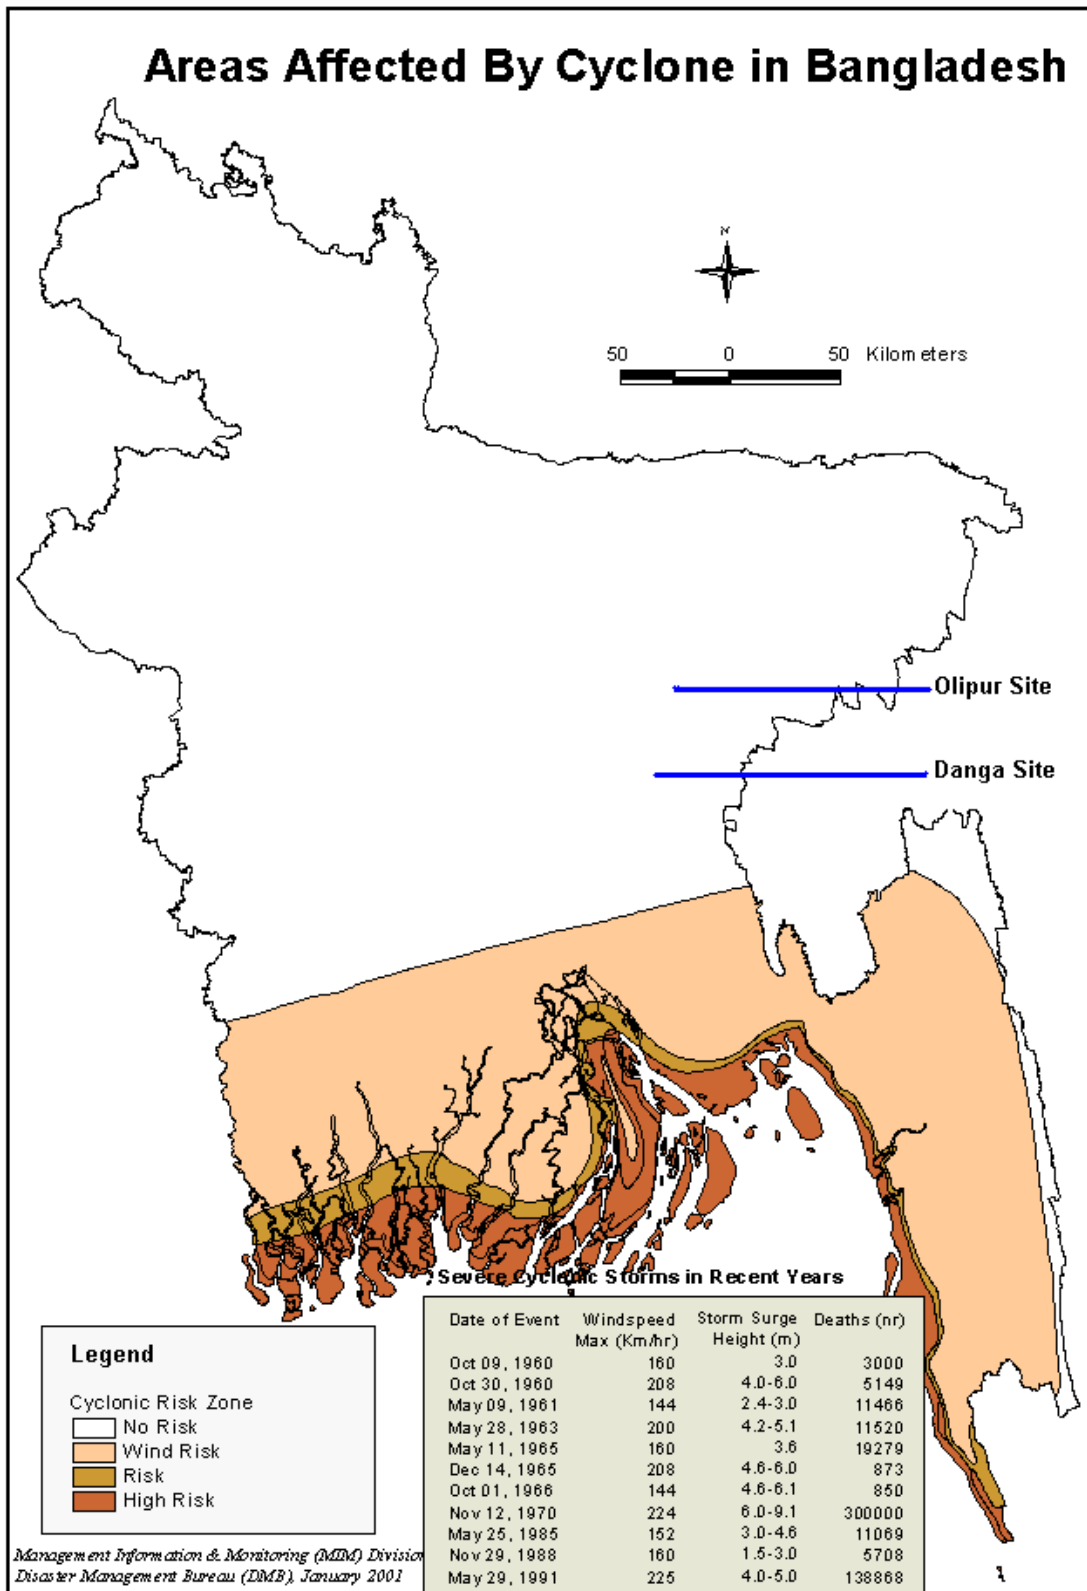 Areas Affected By Cyclone in Bangladesh
N
50 0 50 Kilometers
Olipur Site
Danga Site
Severe Cyclonic Storms in Recent Years
Date of Event Windspeed Storm Surge Deaths (nr)
Max (Km/hr) Height (m)
Oct 09, 1960 160 3.0 3000
Oct 30, 1960 208 4.0-6.0 5149
May 09, 1961 144 2.4-3.0 11466
May 28, 1963 200 4.2-5.1 11520
May 11, 1965 160 3.6 19279
Dec 14, 1965 208 4.6-6.0 873
Oct 01, 1966 144 4.6-6.1 850
Nov 12, 1970 224 6.0-9.1 300000
May 25, 1985 152 3.0-4.6 11069
Nov 29, 1988 160 1.5-3.0 5708
May 29, 1991 225 4.0-5.0 138868
Legend
Cyclonic Risk Zone
No Risk
Wind Risk
Risk
High Risk
Management Information & Monitoring (MIM) Division
Disaster Management Bureau (DMB), January 2001